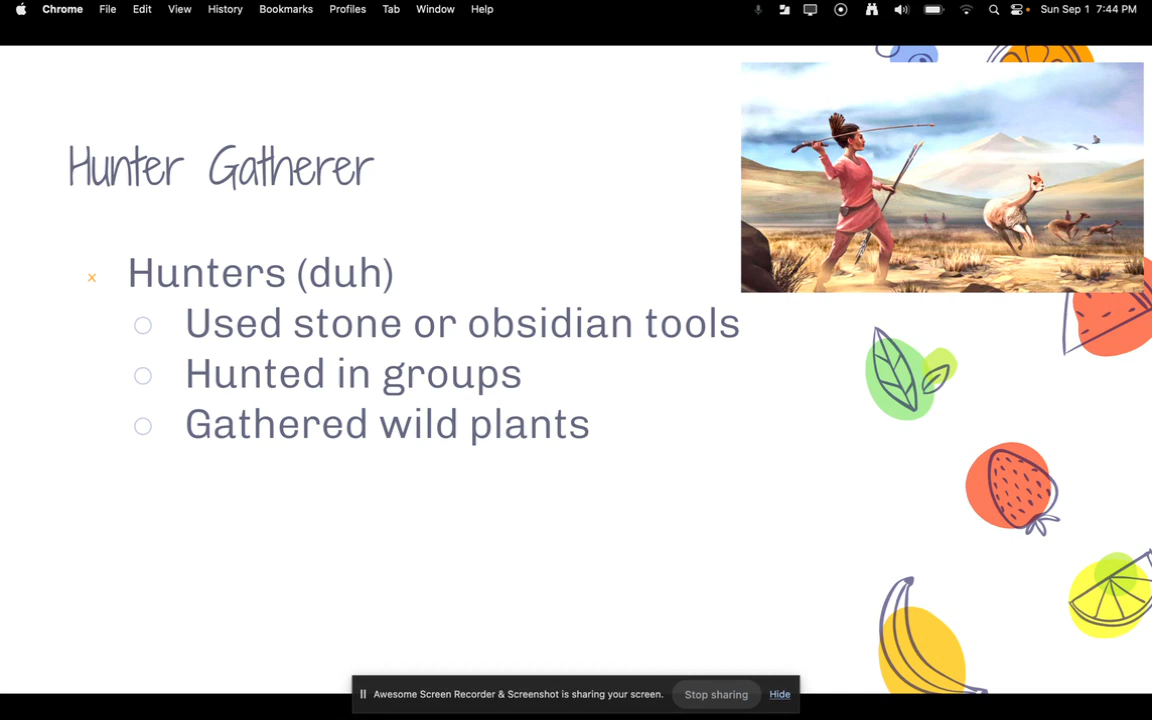 Chrome File Edit View History Bookmarks Profiles Tab Window Help Sun Sep 1 7:44 PM
Hunter Gatherer
Hunters (duh)
Used stone or obsidian tools
Hunted in groups
Gathered wild plants
Awesome Screen Recorder & Screenshot is sharing your screen. Stop sharing Hide